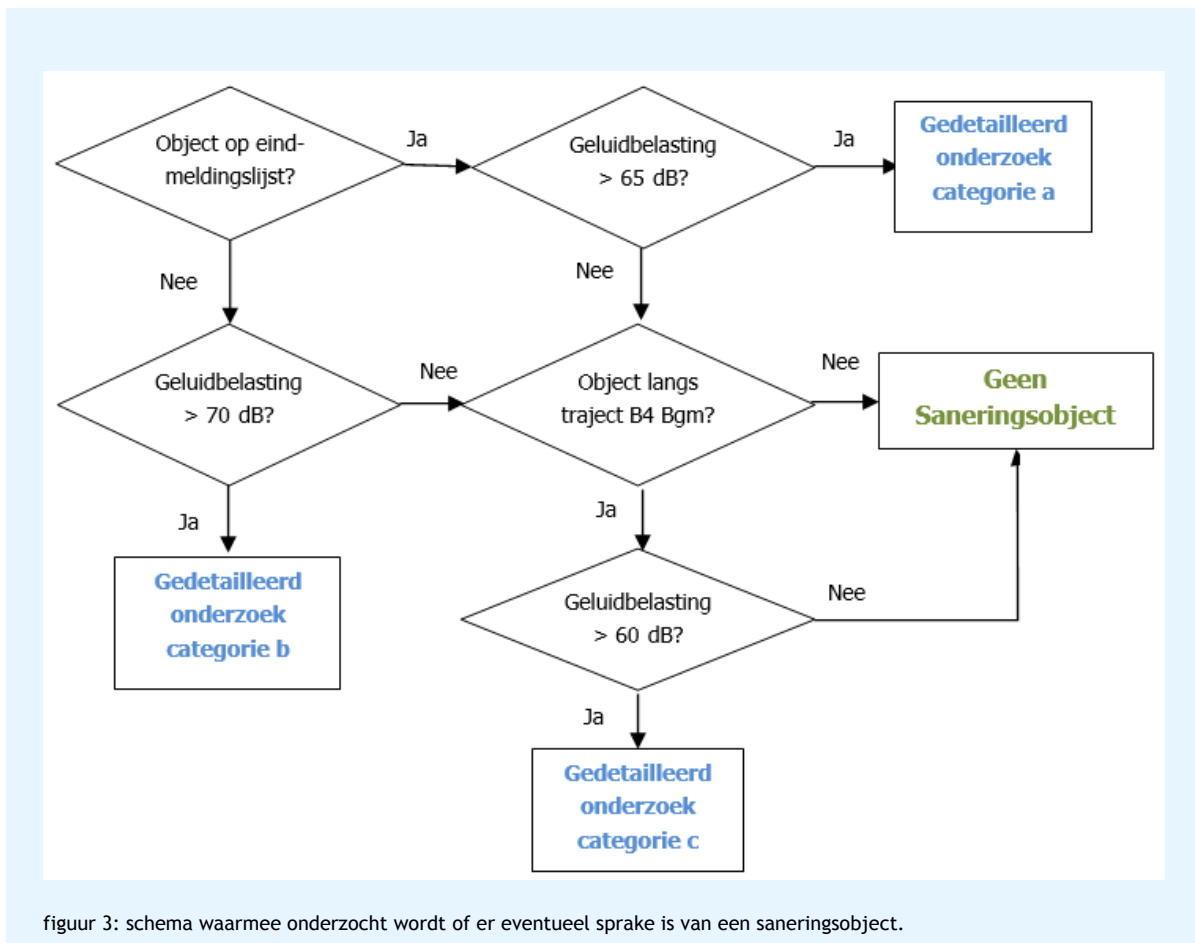 Object op eind-
meldingslijst?
Ja
Geluidbelasting
> 65 dB?
Ja
Gedetailleerd
onderzoek
categorie a
Nee
Nee
Geluidbelasting
> 70 dB?
Nee
Object langs
traject B4 Bgm?
Nee
Geen
Saneringsobject
Ja
Gedetailleerd
onderzoek
categorie b
Ja
Geluidbelasting
> 60 dB?
Nee
Ja
Gedetailleerd
onderzoek
categorie c
figuur 3: schema waarmee onderzocht wordt of er eventueel sprake is van een saneringsobject.